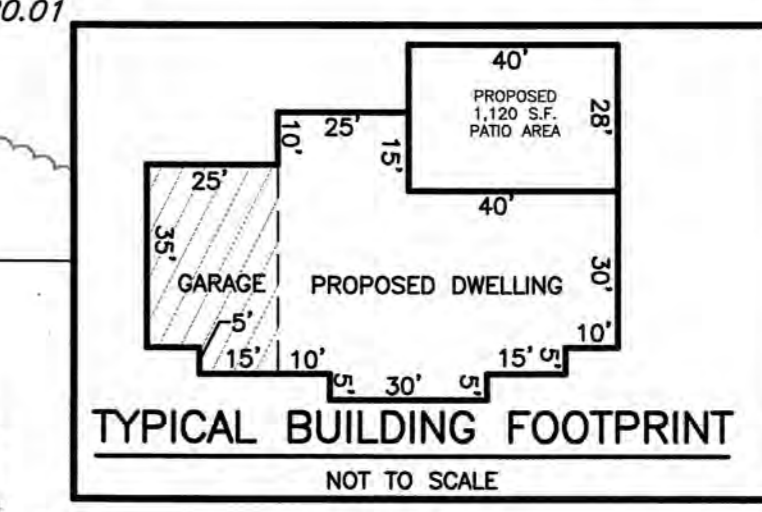 0.01
40'
PROPOSED
1,120 S.F.
PATIO AREA
28'
25'
10'
15'
25'
40'
35'
GARAGE
PROPOSED DWELLING
30'
5'
10'
15'
10'
15'
5'
5'
30'
5'
TYPICAL BUILDING FOOTPRINT
NOT TO SCALE